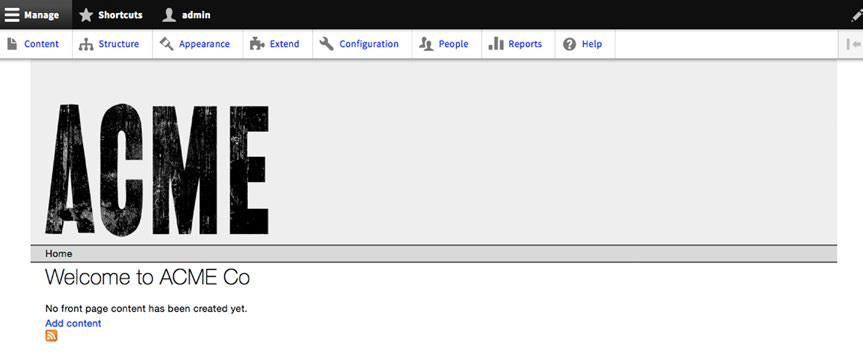 Manage Shortcuts admin
Content Structure Appearance Extend Configuration People Reports Help
ACME
Home
Welcome to ACME Co
No front page content has been created yet.
Add content